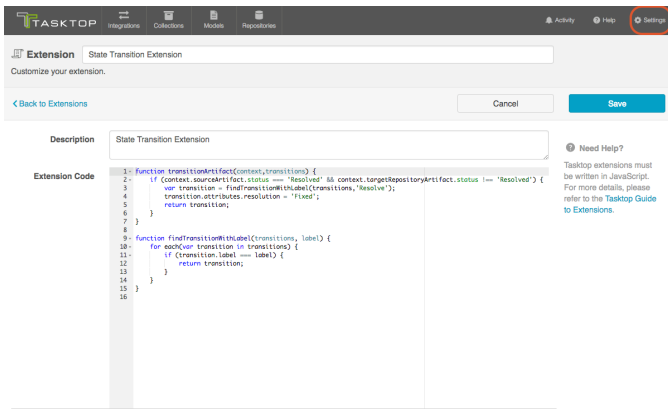 TASKTOP
Integrations Collections Models Repositories Activity Help Settings
Extension State Transition Extension
Customize your extension.
Back to Extensions Cancel Save
Description State Transition Extension
Need Help?
Tasktop extensions must
be written in JavaScript.
For more details, please
refer to the Tasktop Guide
to Extensions.
Extension Code
1 function transitionArtifact(context,transitions) {
2 if (context.sourceArtifact.status === 'Resolved' && context.targetRepositoryArtifact.status !== 'Resolved') {
3 var transition = findTransitionWithLabel(transitions,'Resolve');
4 transition.attributes.resolution = 'Fixed';
5 return transition;
6 }
7 }
8
9 function findTransitionWithLabel(transitions, label) {
10 for each(var transition in transitions) {
11 if (transition.label === label) {
12 return transition;
13 }
14 }
15 }
16